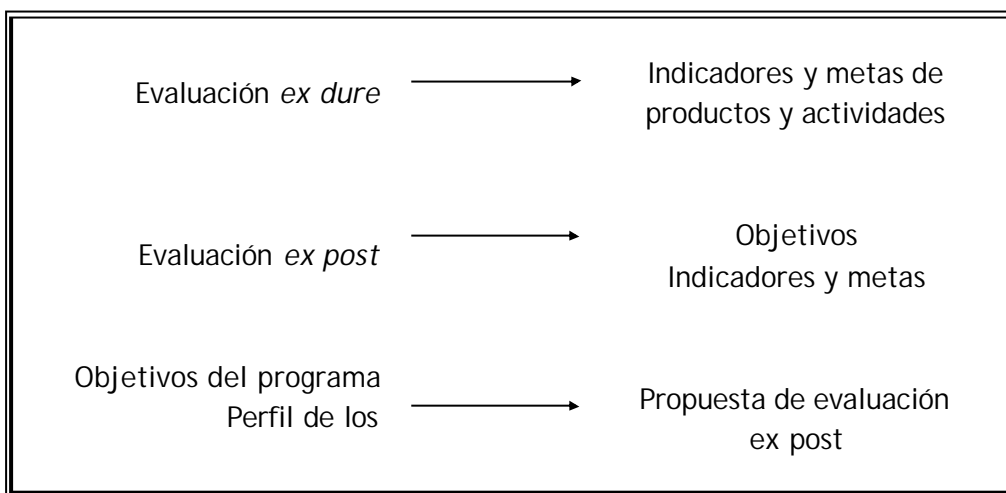 Evaluación ex dure
Indicadores y metas de
productos y actividades
Evaluación ex post
Objetivos
Indicadores y metas
Objetivos del programa
Perfil de los
Propuesta de evaluación
ex post